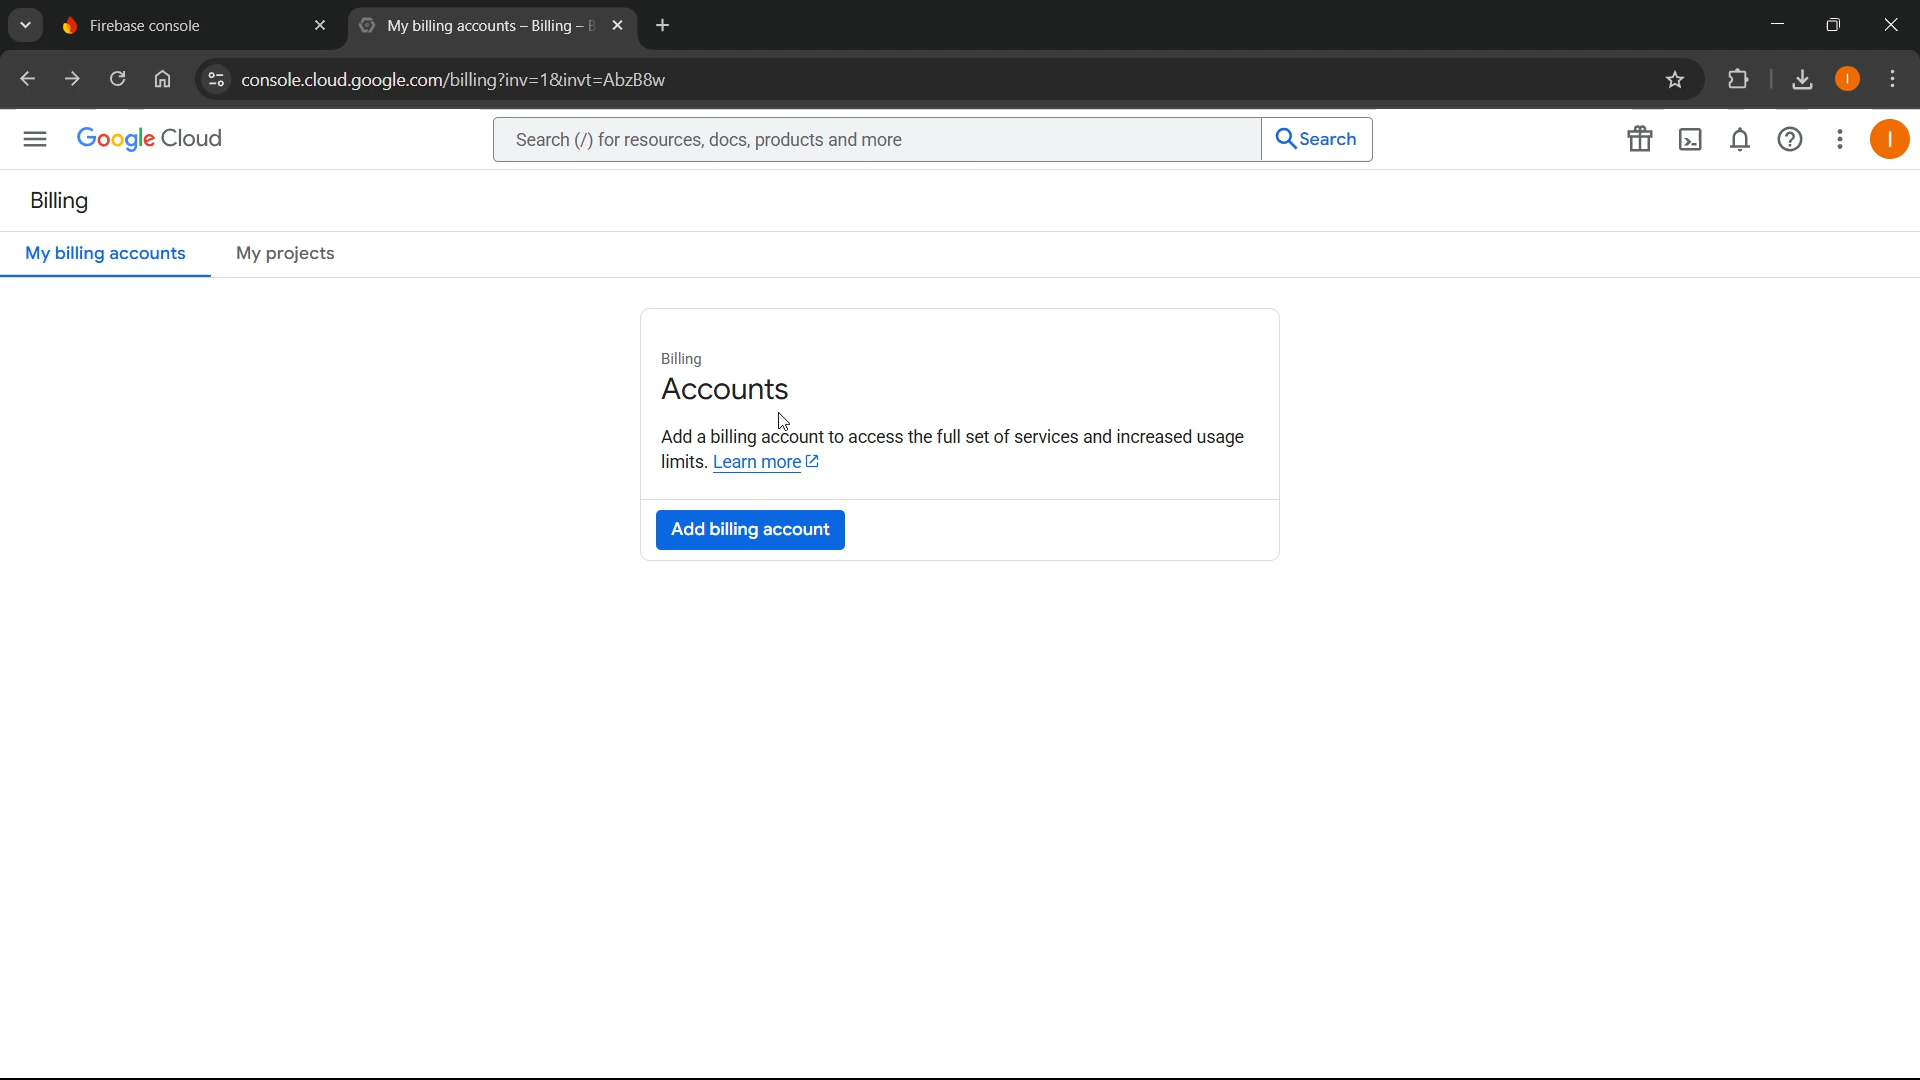 Firebase console
My billing accounts – Billing –
console.cloud.google.com/billing?inv=1&invt=AbzB8w
I
Google Cloud
Search (/) for resources, docs, products and more
Search
I
Billing
My billing accounts
My projects
Billing
Accounts
Add a billing account to access the full set of services and increased usage
limits. Learn more
Add billing account